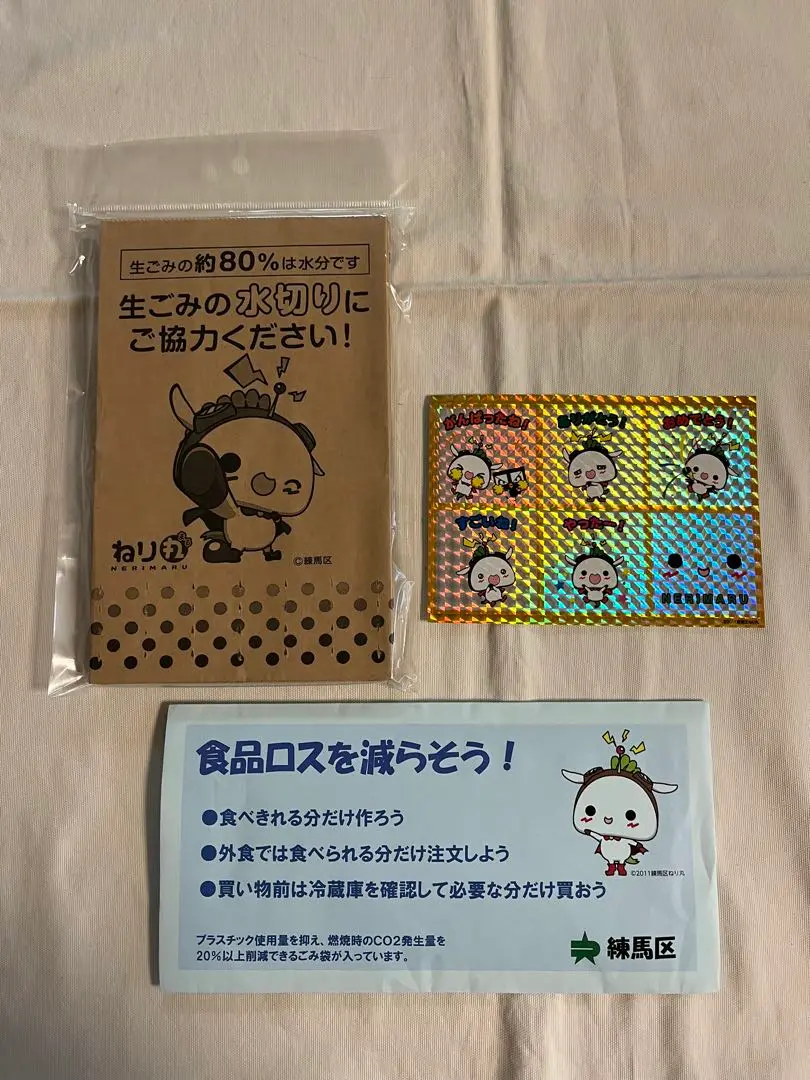 生ごみの約80%は水分です
生ごみの水切りに
ご協力ください!
ねり丸
NERIMARU
©練馬区
がんばったね!
ありがとう!
おめでとう!
すごいね!
やったー!
NERIMARU
食品ロスを減らそう!
●食べきれる分だけ作ろう
●外食では食べられる分だけ注文しよう
●買い物前は冷蔵庫を確認して必要な分だけ買おう
©2011練馬区ねり丸
プラスチック使用量を抑え、燃焼時のCO2発生量を
20%以上削減できるごみ袋が入っています。
練馬区